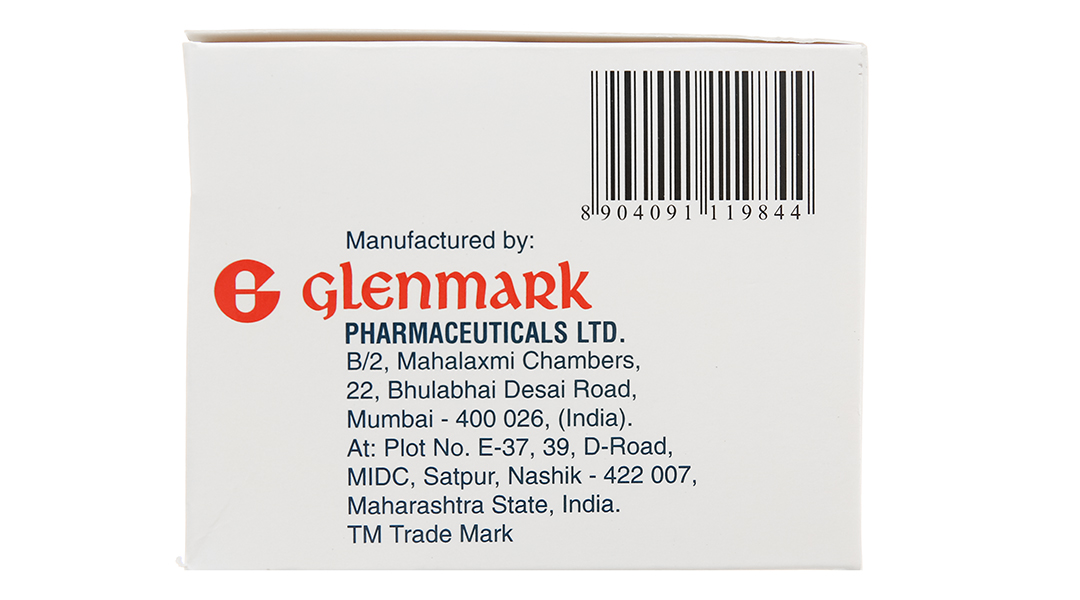 8 904091 119844
Manufactured by:
glenmark
PHARMACEUTICALS LTD.
B/2, Mahalaxmi Chambers,
22, Bhulabhai Desai Road,
Mumbai - 400 026, (India).
At: Plot No. E-37, 39, D-Road,
MIDC, Satpur, Nashik - 422 007,
Maharashtra State, India.
TM Trade Mark